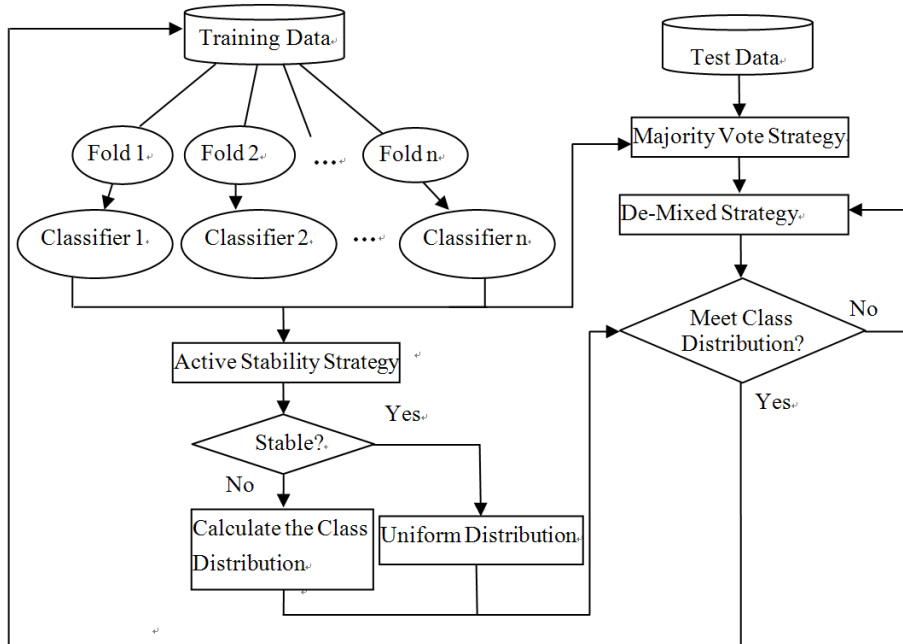 Training Data
Test Data
Fold 1
Fold 2
...
Fold n
Majority Vote Strategy
De-Mixed Strategy
Classifier 1
Classifier 2
...
Classifier n
Meet Class
Distribution?
No
Yes
Active Stability Strategy
Yes
Stable?
No
Calculate the Class
Distribution
Uniform Distribution